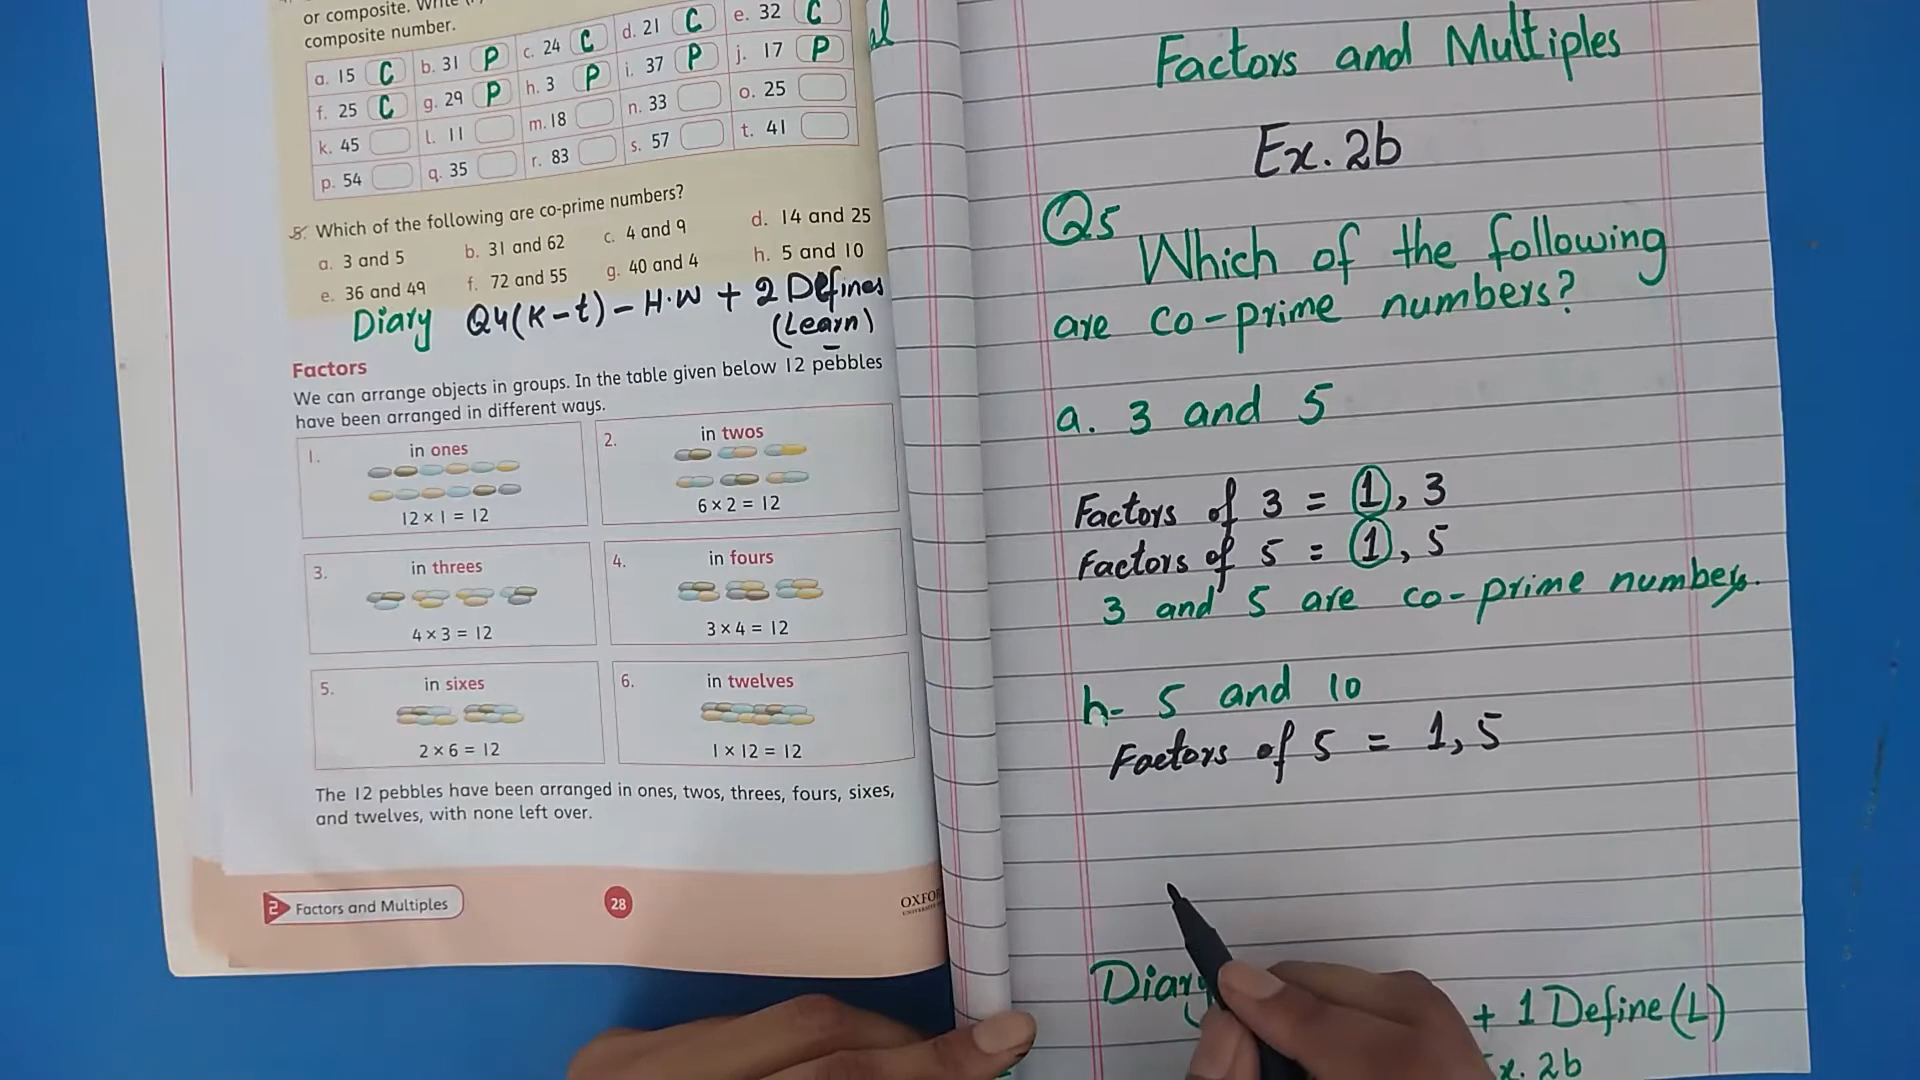 or composite. Write
composite number.
a. 15 C b. 31 P c. 24 C d. 21 C e. 32 C
f. 25 C g. 29 P h. 3 P i. 37 P j. 17 P
k. 45 l. 11 m. 18 n. 33 o. 25
p. 54 q. 35 r. 83 s. 57 t. 41
5. Which of the following are co-prime numbers?
a. 3 and 5 b. 31 and 62 c. 4 and 9 d. 14 and 25
e. 36 and 49 f. 72 and 55 g. 40 and 4 h. 5 and 10
Diary Q4(K-t) - H.W + 2 Defines
(Learn)
Factors
We can arrange objects in groups. In the table given below 12 pebbles
have been arranged in different ways.
1. in ones
12 × 1 = 12
2. in twos
6 × 2 = 12
3. in threes
4 × 3 = 12
4. in fours
3 × 4 = 12
5. in sixes
2 × 6 = 12
6. in twelves
1 × 12 = 12
The 12 pebbles have been arranged in ones, twos, threes, fours, sixes,
and twelves, with none left over.
2 Factors and Multiples
28
Factors and Multiples
Ex. 2b
Q5 Which of the following
are co-prime numbers?
a. 3 and 5
Factors of 3 = 1, 3
Factors of 5 = 1, 5
3 and 5 are co-prime numbers.
h- 5 and 10
Factors of 5 = 1, 5
Diary + 1 Define (L)
2b